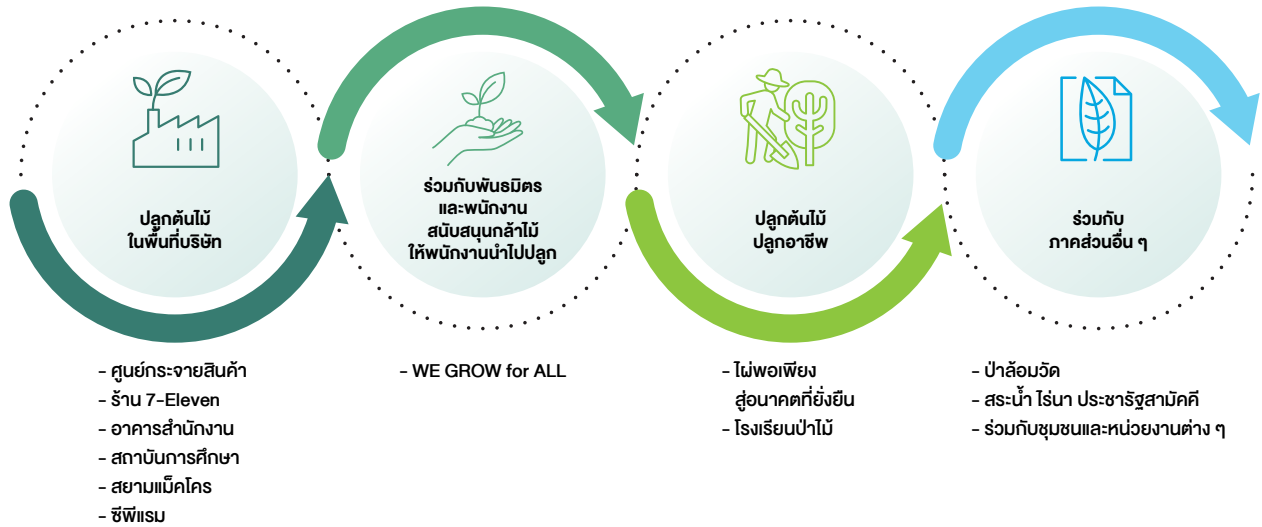 ปลูกต้นไม้
ในพื้นที่บริษัท
- ศูนย์กระจายสินค้า
- ร้าน 7-Eleven
- อาคารสำนักงาน
- สถาบันการศึกษา
- สยามแม็คโคร
- ซีพีแรม
ร่วมกับพันธมิตร
และพนักงาน
สนับสนุนกล้าไม้
ให้พนักงานนำไปปลูก
- WE GROW for ALL
ปลูกต้นไม้
ปลูกอาชีพ
- ไผ่พอเพียง
สู่อนาคตที่ยั่งยืน
- โรงเรียนป่าไม้
ร่วมกับ
ภาคส่วนอื่น ๆ
- ป่าล้อมวัด
- สระน้ำ ไร่นา ประชารัฐสามัคคี
- ร่วมกับชุมชนและหน่วยงานต่าง ๆ